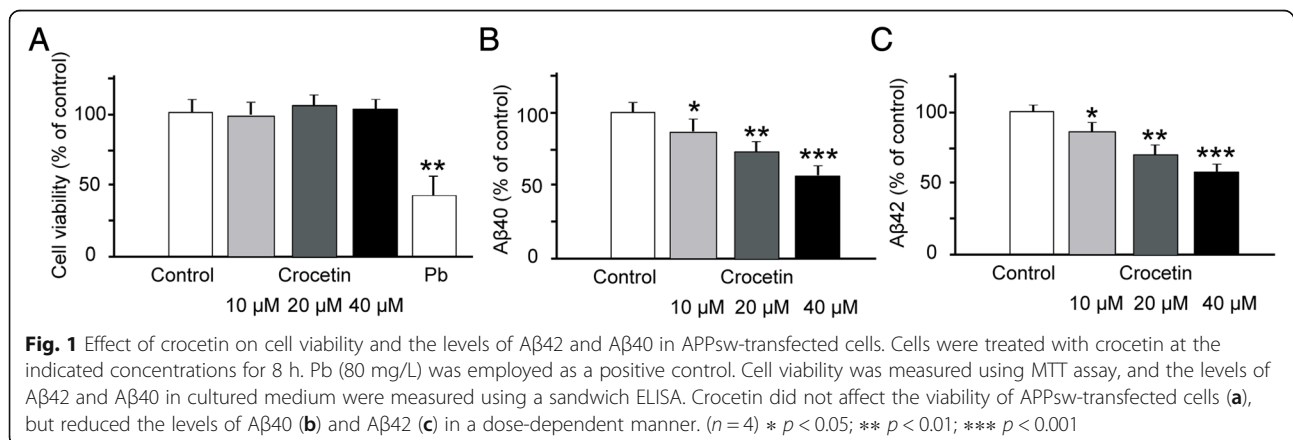 A
Cell viability (% of control)
100
50
0
**
Control
Crocetin
Pb
10 µM 20 µM 40 µM
B
Aβ40 (% of control)
100
50
0
*
**
***
Control
Crocetin
10 µM 20 µM 40 µM
C
Aβ42 (% of control)
100
50
0
*
**
***
Control
Crocetin
10 µM 20 µM 40 µM
Fig. 1 Effect of crocetin on cell viability and the levels of Aβ42 and Aβ40 in APPsw-transfected cells. Cells were treated with crocetin at the
indicated concentrations for 8 h. Pb (80 mg/L) was employed as a positive control. Cell viability was measured using MTT assay, and the levels of
Aβ42 and Aβ40 in cultured medium were measured using a sandwich ELISA. Crocetin did not affect the viability of APPsw-transfected cells (a),
but reduced the levels of Aβ40 (b) and Aβ42 (c) in a dose-dependent manner. (n = 4) * p < 0.05; ** p < 0.01; *** p < 0.001